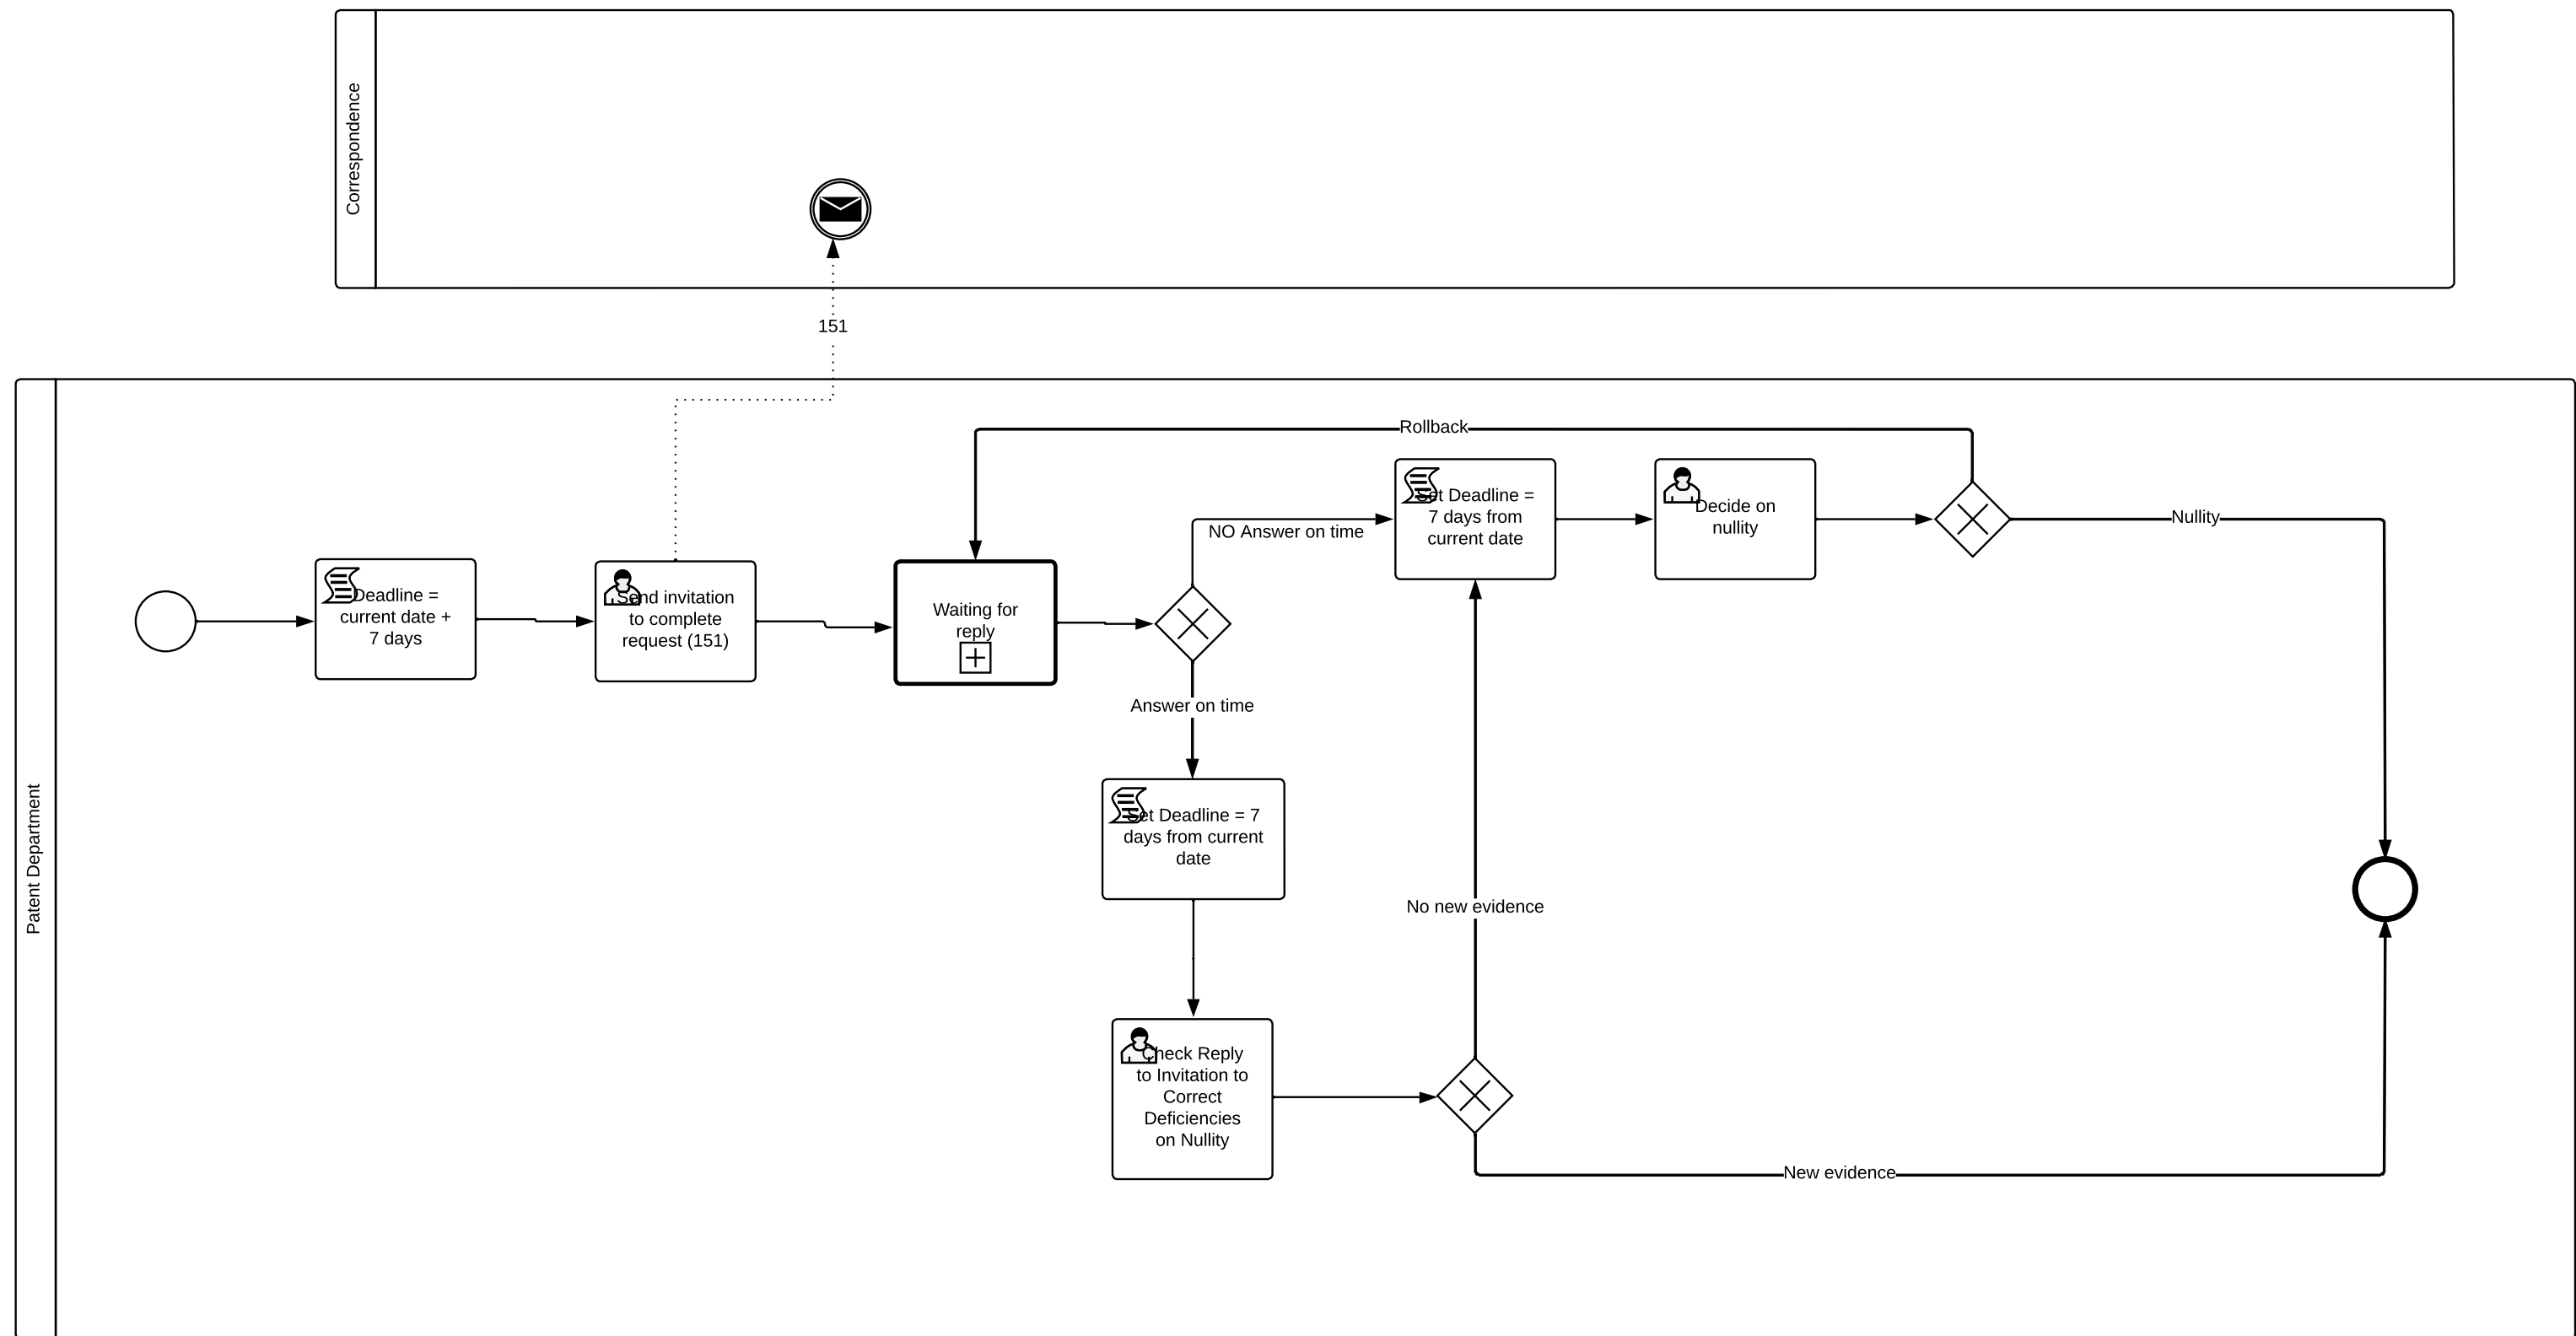 Correspondence
151
Patent Department
Rollback
Deadline =
current date +
7 days
Send invitation
to complete
request (151)
Waiting for
reply
NO Answer on time
Answer on time
Set Deadline =
7 days from
current date
Decide on
nullity
Nullity
Set Deadline = 7
days from current
date
No new evidence
Check Reply
to Invitation to
Correct
Deficiencies
on Nullity
New evidence